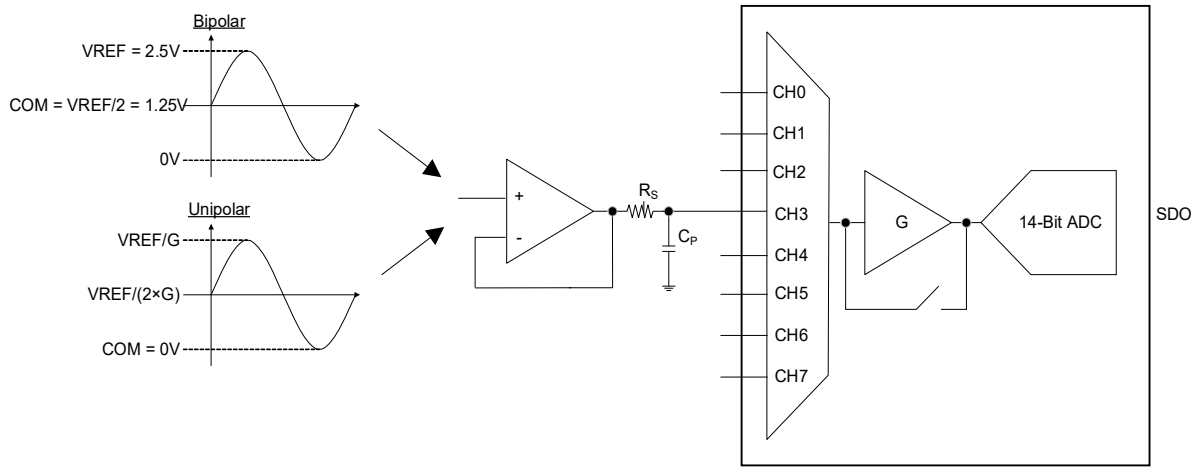 Bipolar
VREF = 2.5V
COM = VREF/2 = 1.25V
0V
Unipolar
VREF/G
VREF/(2×G)
COM = 0V
+
-
RS
CP
CH0
CH1
CH2
CH3
CH4
CH5
CH6
CH7
G
14-Bit ADC
SDO